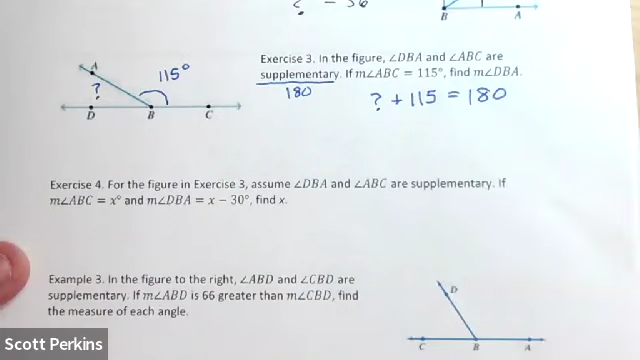 ? - 56
B
A
Exercise 3. In the figure, ∠DBA and ∠ABC are
supplementary. If m∠ABC = 115°, find m∠DBA.
180
? + 115 = 180
A
115°
?
D
B
C
Exercise 4. For the figure in Exercise 3, assume ∠DBA and ∠ABC are supplementary. If
m∠ABC = x° and m∠DBA = x − 30°, find x.
Example 3. In the figure to the right, ∠ABD and ∠CBD are
supplementary. If m∠ABD is 66 greater than m∠CBD, find
the measure of each angle.
D
C
B
A
Scott Perkins